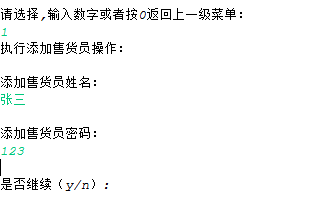 请选择,输入数字或者按0返回上一级菜单:
1
执行添加售货员操作:
添加售货员姓名:
张三
添加售货员密码:
123
是否继续（y/n）: